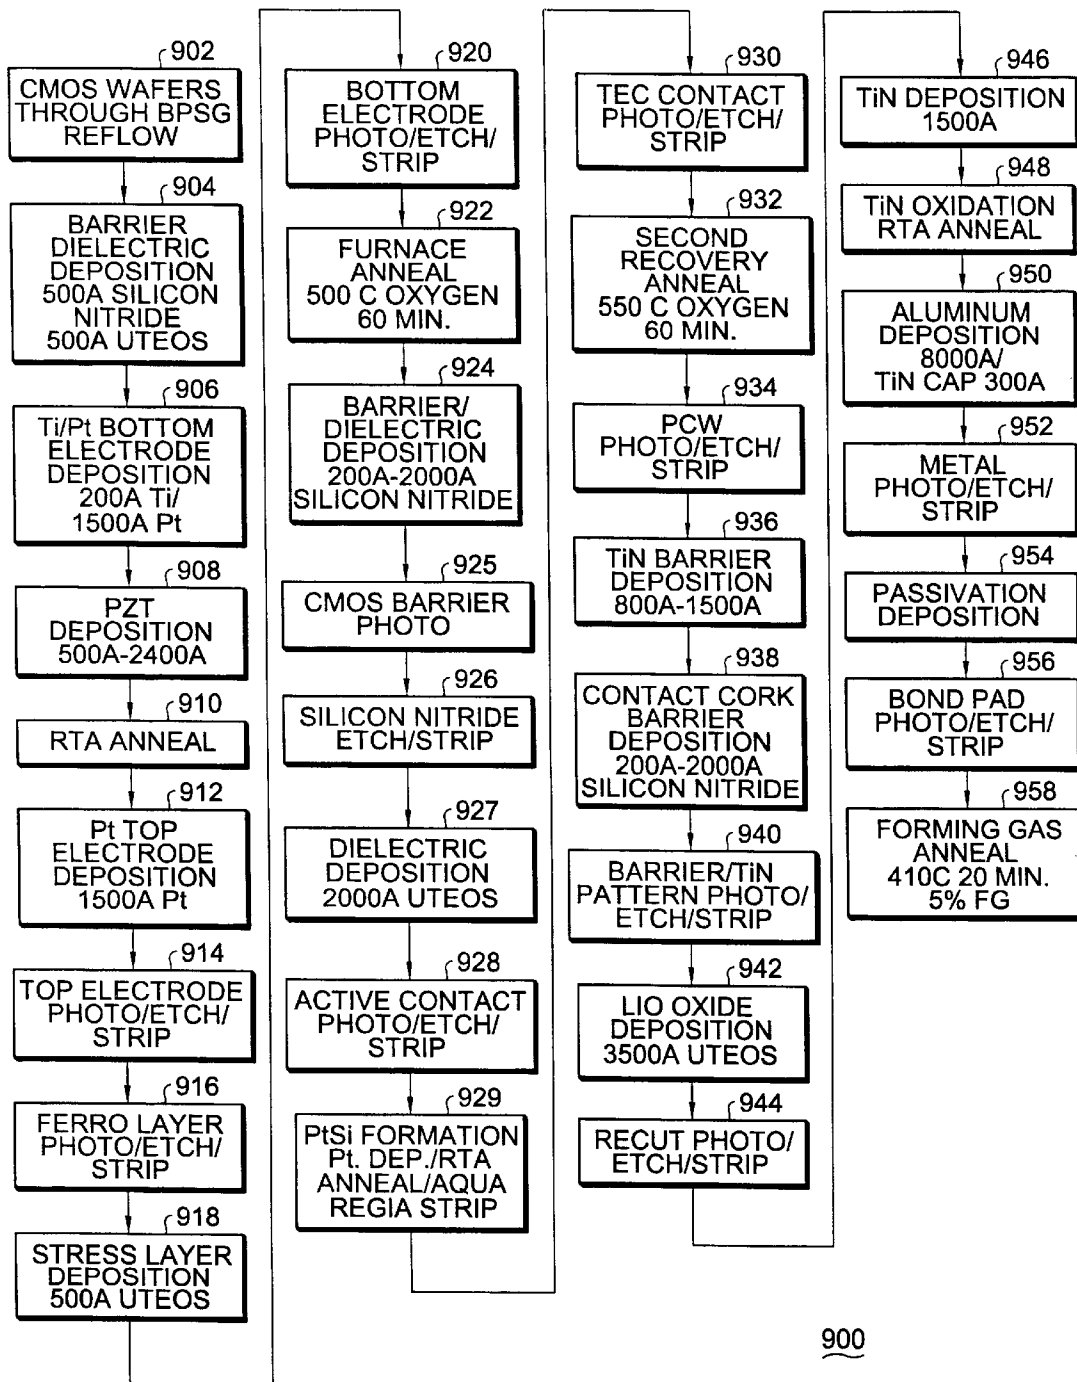 902
CMOS WAFERS
THROUGH BPSG
REFLOW
904
BARRIER
DIELECTRIC
DEPOSITION
500A SILICON
NITRIDE
500A UTEOS
906
Ti/Pt BOTTOM
ELECTRODE
DEPOSITION
200A Ti/
1500A Pt
908
PZT
DEPOSITION
500A-2400A
910
RTA ANNEAL
912
Pt TOP
ELECTRODE
DEPOSITION
1500A Pt
914
TOP ELECTRODE
PHOTO/ETCH/
STRIP
916
FERRO LAYER
PHOTO/ETCH/
STRIP
918
STRESS LAYER
DEPOSITION
500A UTEOS
920
BOTTOM
ELECTRODE
PHOTO/ETCH/
STRIP
922
FURNACE
ANNEAL
500 C OXYGEN
60 MIN.
924
BARRIER/
DIELECTRIC
DEPOSITION
200A-2000A
SILICON NITRIDE
925
CMOS BARRIER
PHOTO
926
SILICON NITRIDE
ETCH/STRIP
927
DIELECTRIC
DEPOSITION
2000A UTEOS
928
ACTIVE CONTACT
PHOTO/ETCH/
STRIP
929
PtSi FORMATION
Pt. DEP./RTA
ANNEAL/AQUA
REGIA STRIP
930
TEC CONTACT
PHOTO/ETCH/
STRIP
932
SECOND
RECOVERY
ANNEAL
550 C OXYGEN
60 MIN.
934
PCW
PHOTO/ETCH/
STRIP
936
TiN BARRIER
DEPOSITION
800A-1500A
938
CONTACT CORK
BARRIER
DEPOSITION
200A-2000A
SILICON NITRIDE
940
BARRIER/TiN
PATTERN PHOTO/
ETCH/STRIP
942
LIO OXIDE
DEPOSITION
3500A UTEOS
944
RECUT PHOTO/
ETCH/STRIP
946
TiN DEPOSITION
1500A
948
TiN OXIDATION
RTA ANNEAL
950
ALUMINUM
DEPOSITION
8000A/
TiN CAP 300A
952
METAL
PHOTO/ETCH/
STRIP
954
PASSIVATION
DEPOSITION
956
BOND PAD
PHOTO/ETCH/
STRIP
958
FORMING GAS
ANNEAL
410C 20 MIN.
5% FG
900